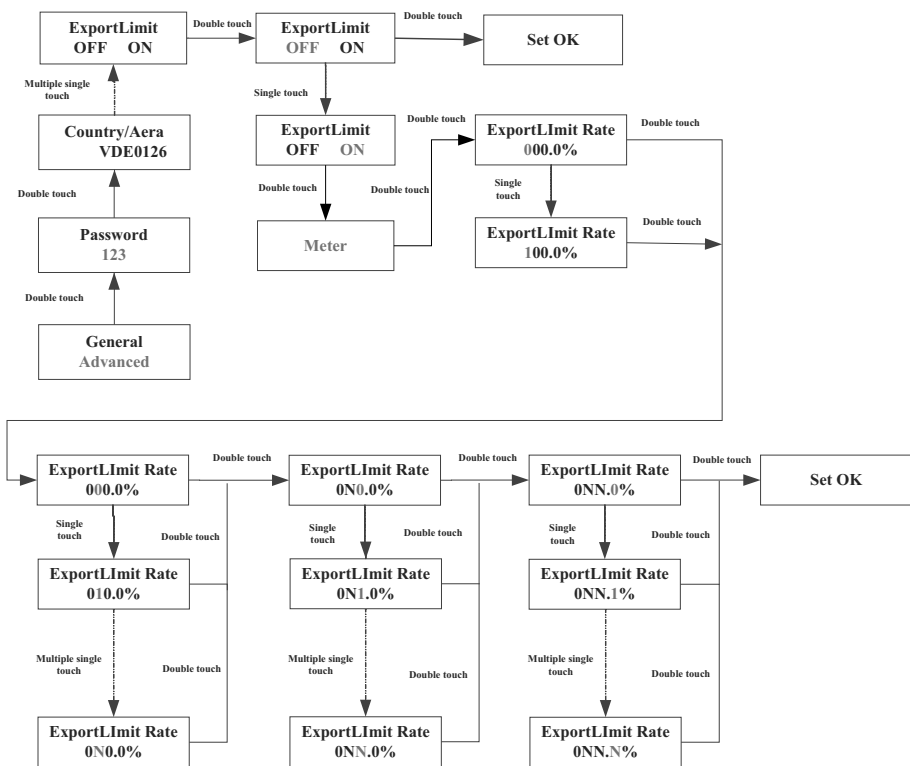 ExportLimit
OFF ON
Double touch
ExportLimit
OFF ON
Double touch
Set OK
Multiple single
touch
Single touch
Country/Aera
VDE0126
ExportLimit
OFF ON
Double touch
ExportLImit Rate
000.0%
Double touch
Double touch
Double touch
Double touch
Single
touch
Password
123
Meter
ExportLImit Rate
100.0%
Double touch
Double touch
General
Advanced
ExportLImit Rate
000.0%
Double touch
ExportLImit Rate
0N0.0%
Double touch
ExportLImit Rate
0NN.0%
Double touch
Set OK
Single
touch
Double touch
Single
touch
Double touch
Single
touch
Double touch
ExportLImit Rate
010.0%
ExportLImit Rate
0N1.0%
ExportLImit Rate
0NN.1%
Multiple single
touch
Double touch
Multiple single
touch
Double touch
Multiple single
touch
Double touch
ExportLImit Rate
0N0.0%
ExportLImit Rate
0NN.0%
ExportLImit Rate
0NN.N%